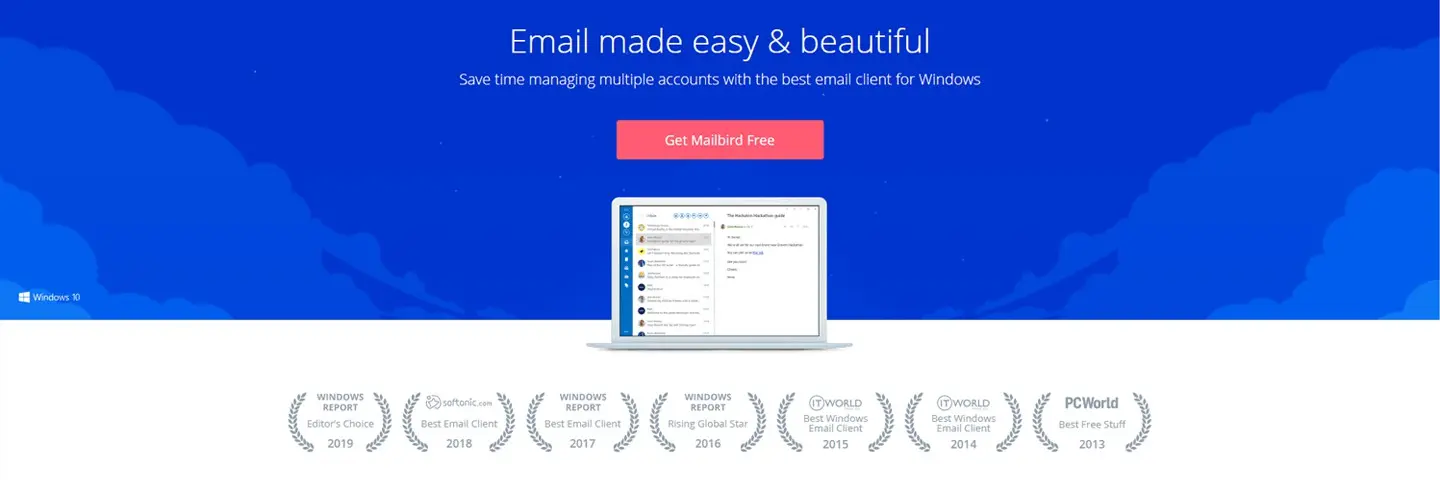 Email made easy & beautiful
Save time managing multiple accounts with the best email client for Windows
Get Mailbird Free
The Horizon Hackathon guide
Windows 10
WINDOWS
REPORT
Editor's Choice
2019
softonic.com
Best Email Client
2018
WINDOWS
REPORT
Best Email Client
2017
WINDOWS
REPORT
Rising Global Star
2016
ITWORLD
Best Windows
Email Client
2015
ITWORLD
Best Windows
Email Client
2014
PCWorld
Best Free Stuff
2013